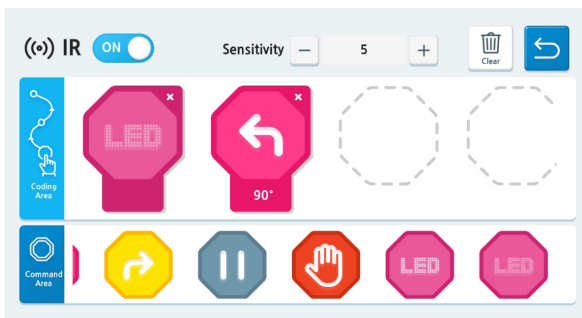 IR ON Sensitivity — 5 + Clear
LED
90°
Coding
Area
Command
Area
LED LED